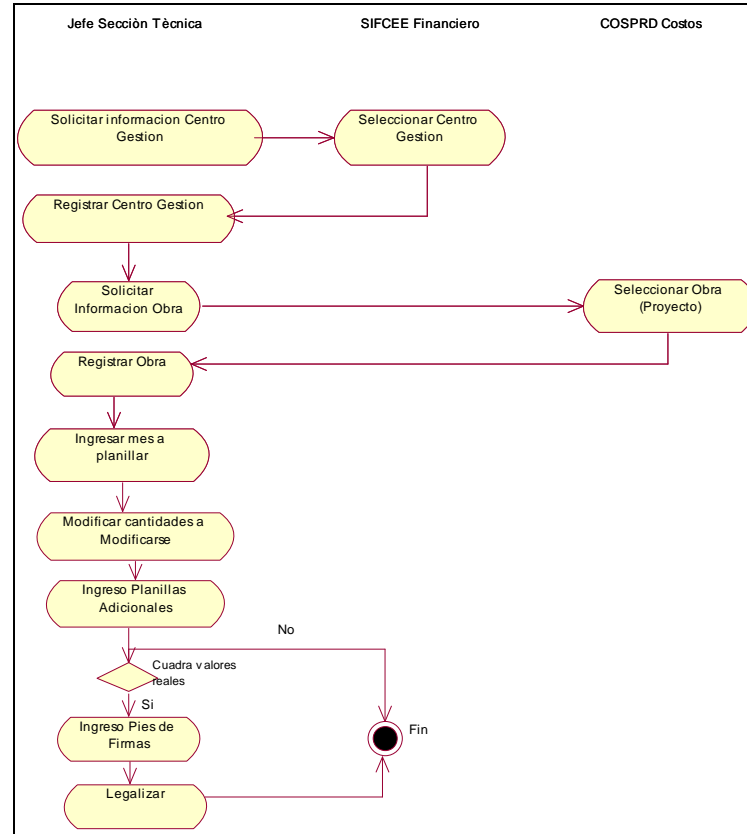 Jefe Secciòn Tècnica
SIFCEE Financiero
COSPRD Costos
Solicitar informacion Centro
Gestion
Seleccionar Centro
Gestion
Registrar Centro Gestion
Solicitar
Informacion Obra
Seleccionar Obra
(Proyecto)
Registrar Obra
Ingresar mes a
planillar
Modificar cantidades a
Modificarse
Ingreso Planillas
Adicionales
No
Cuadra valores
reales
Si
Ingreso Pies de
Firmas
Fin
Legalizar